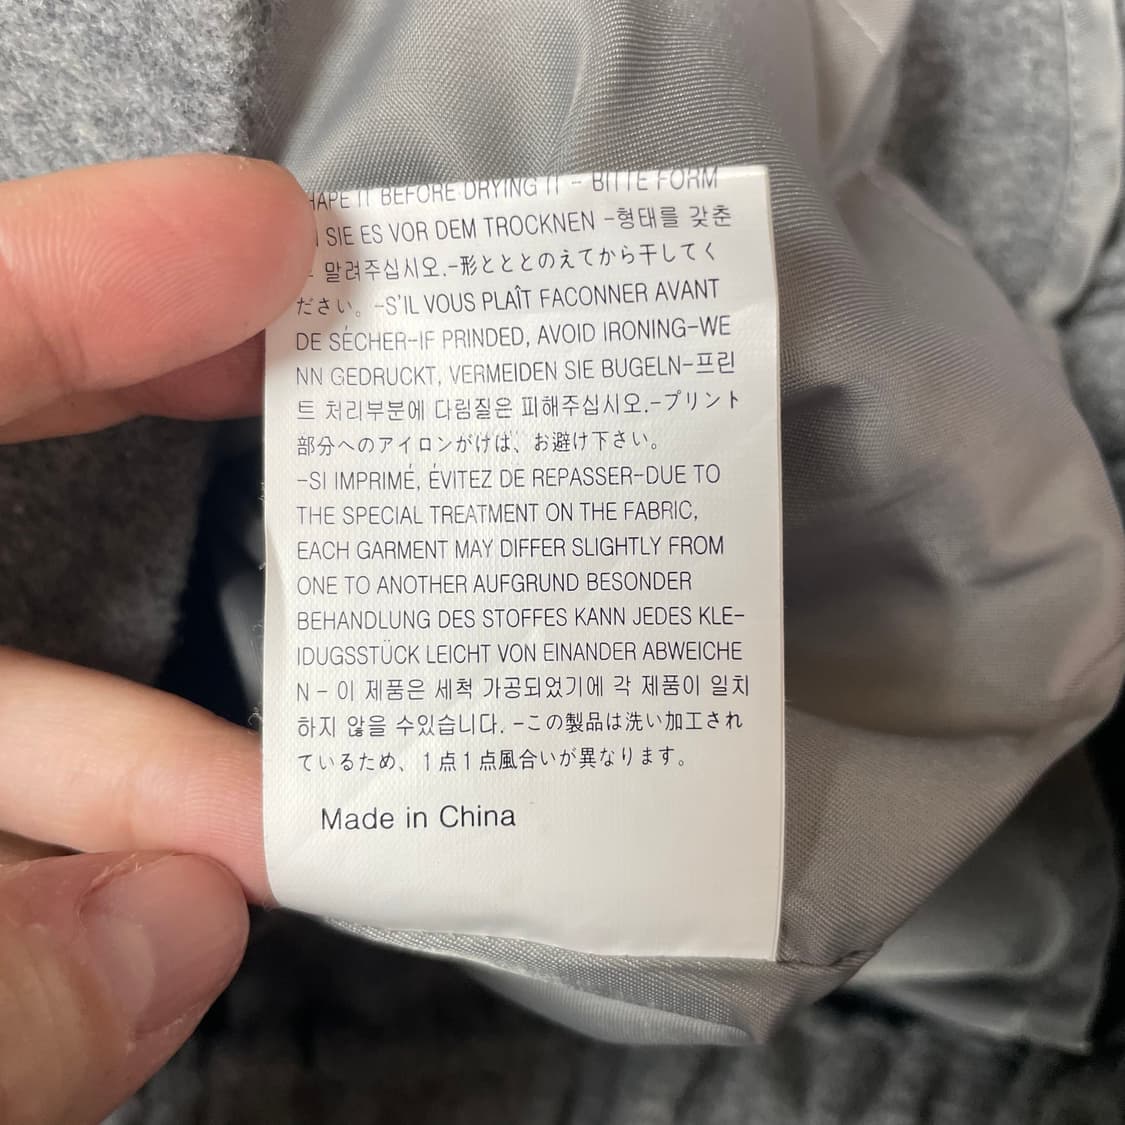 HAPE IT BEFORE DRYING IT - BITTE FORM
SIE ES VOR DEM TROCKNEN -형태를 갖춘
말려주십시오.-形とととのえてから干してく
ださい。-S'IL VOUS PLAÎT FACONNER AVANT
DE SÉCHER-IF PRINDED, AVOID IRONING-WE
NN GEDRUCKT, VERMEIDEN SIE BUGELN-프린
트 처리부분에 다림질은 피해주십시오.-プリント
部分へのアイロンがけは、お避け下さい。
-SI IMPRIMÉ, ÉVITEZ DE REPASSER-DUE TO
THE SPECIAL TREATMENT ON THE FABRIC,
EACH GARMENT MAY DIFFER SLIGHTLY FROM
ONE TO ANOTHER AUFGRUND BESONDER
BEHANDLUNG DES STOFFES KANN JEDES KLE-
IDUGSSTÜCK LEICHT VON EINANDER ABWEICHE
N - 이 제품은 세척 가공되었기에 각 제품이 일치
하지 않을 수있습니다. -この製品は洗い加工され
ているため、1点1点風合いが異なります。
Made in China